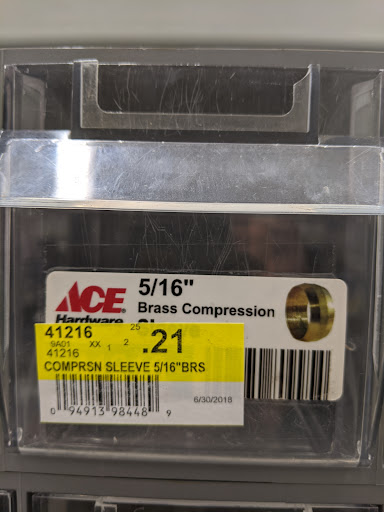 5/16"
ACE
Brass Compression
Hardware
41216
25
.21
9A01 XX 1 2
41216
COMPRSN SLEEVE 5/16"BRS
0 94913 98448 9
6/30/2018